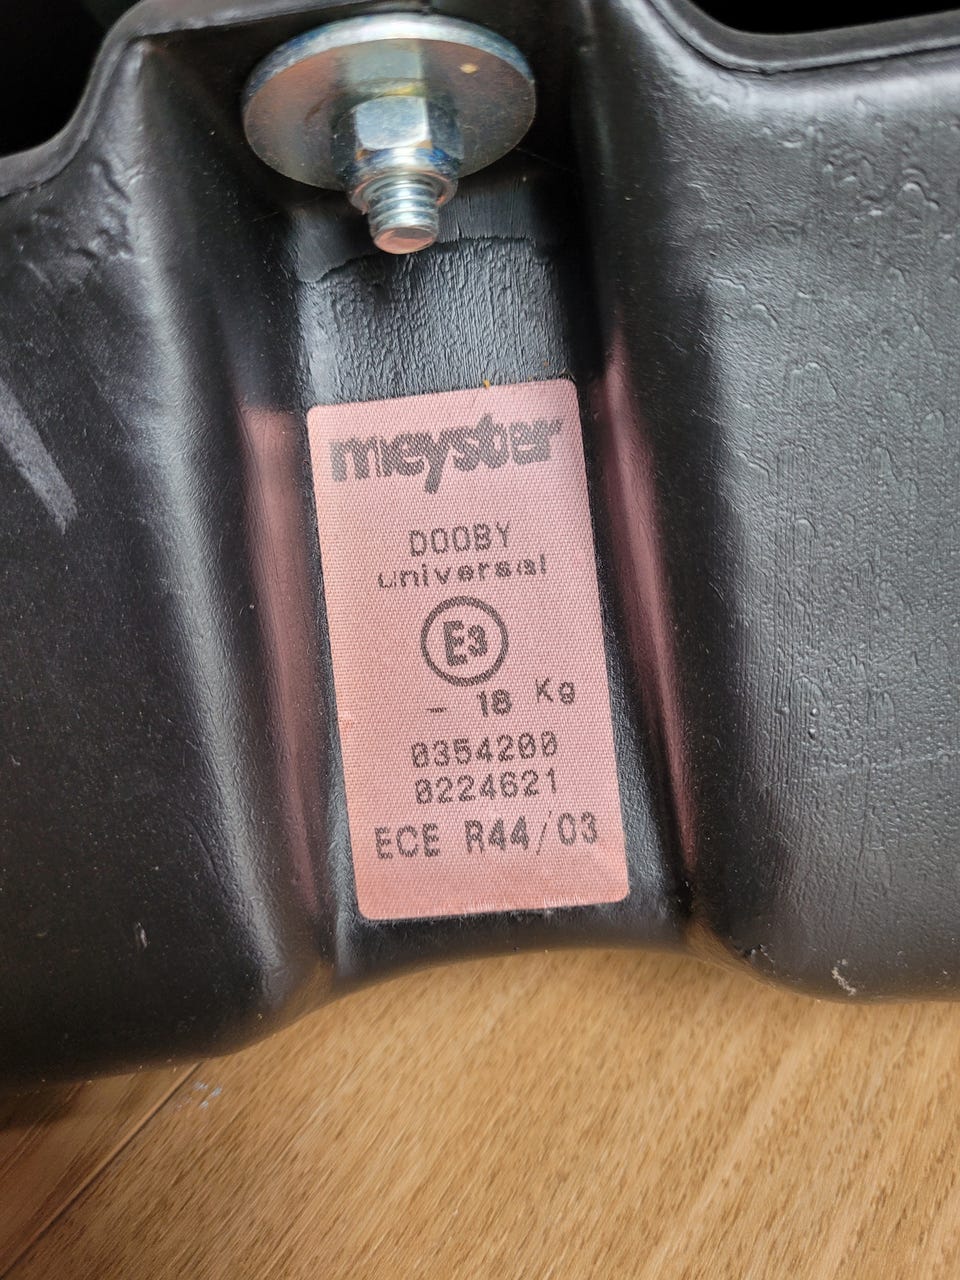 meyster
DOOBY
universal
E3
- 18 Kg
0354200
0224621
ECE R44/03